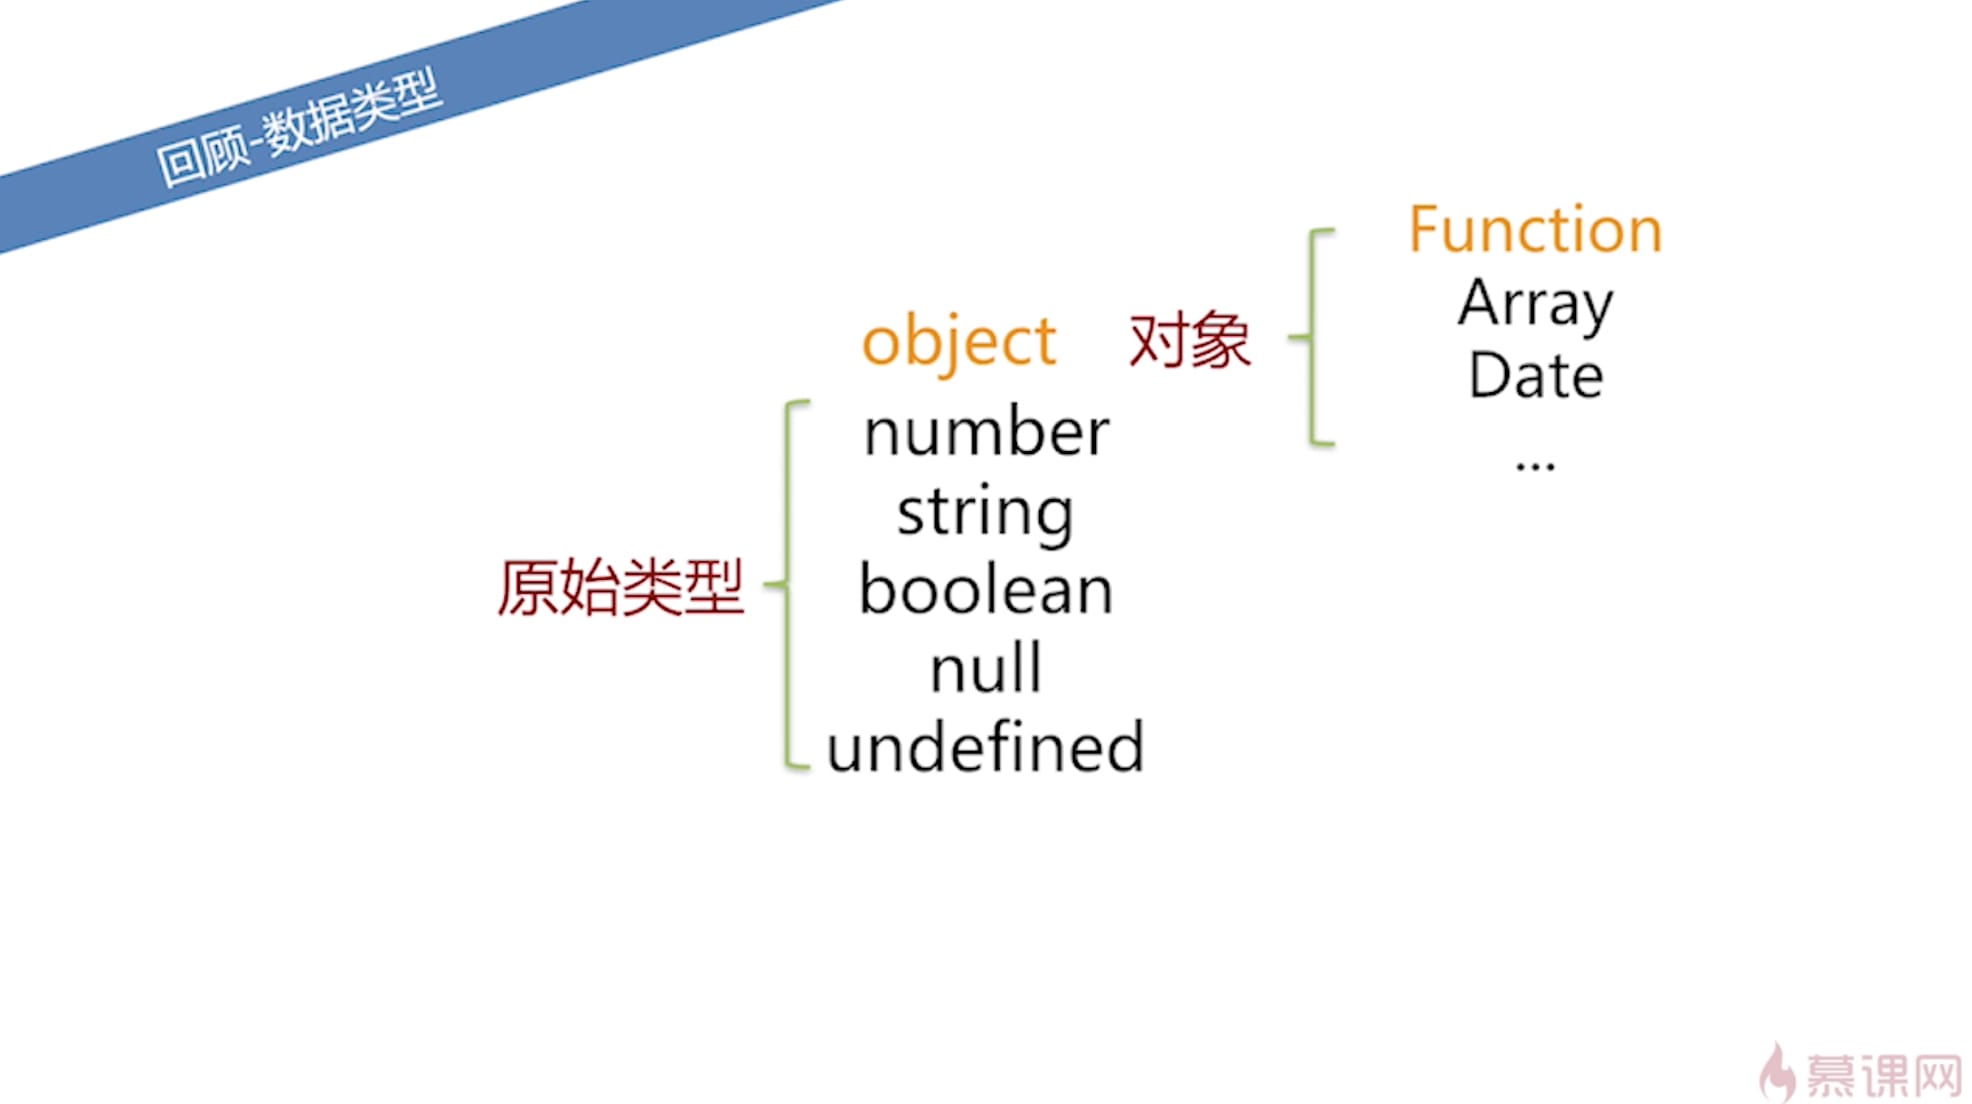 回顾-数据类型
Function
Array
Date
...
object 对象
number
string
boolean
null
undefined
原始类型
慕课网